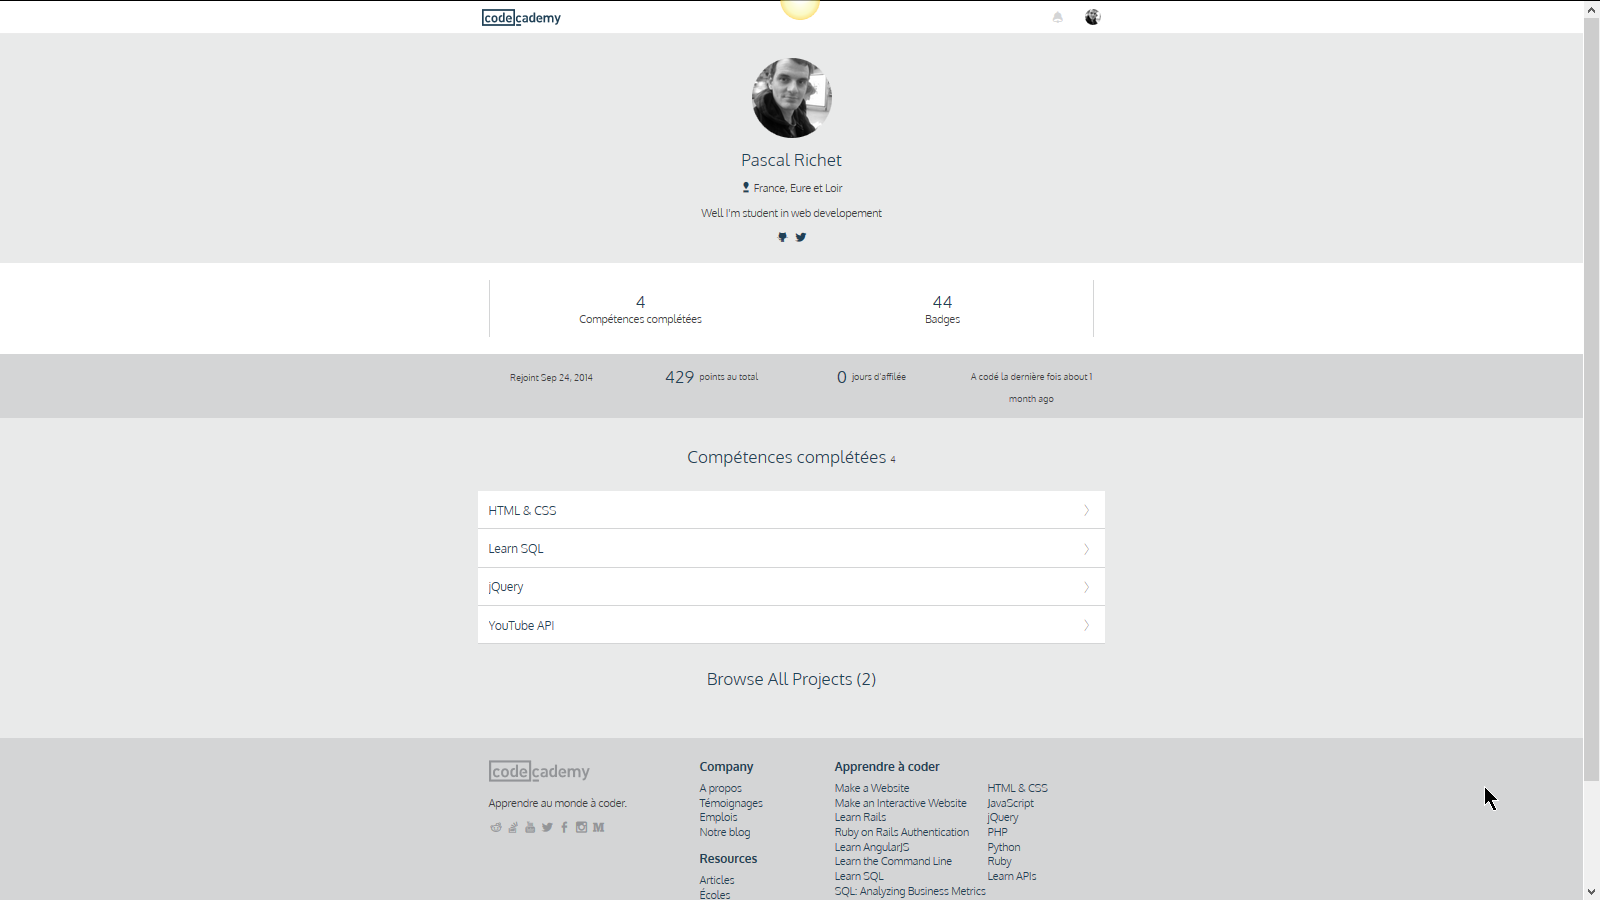 codecademy
Pascal Richet
France, Eure et Loir
Well I'm student in web developement
4
Compétences complétées
44
Badges
Rejoint Sep 24, 2014
429 points au total
0 jours d'affilée
A codé la dernière fois about 1
month ago
Compétences complétées 4
HTML & CSS
Learn SQL
jQuery
YouTube API
Browse All Projects (2)
codecademy
Apprendre au monde à coder.
Company
A propos
Témoignages
Emplois
Notre blog
Resources
Articles
Écoles
Apprendre à coder
Make a Website
Make an Interactive Website
Learn Rails
Ruby on Rails Authentication
Learn AngularJS
Learn the Command Line
Learn SQL
SQL: Analyzing Business Metrics
HTML & CSS
JavaScript
jQuery
PHP
Python
Ruby
Learn APIs